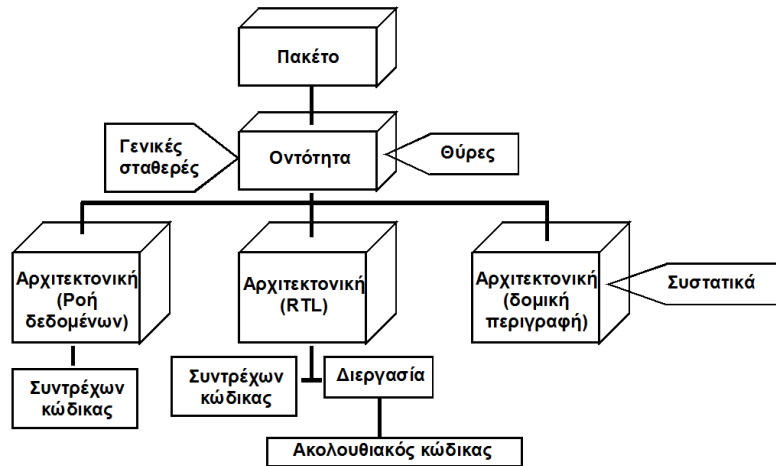 Πακέτο
Γενικές
σταθερές
Οντότητα
Θύρες
Αρχιτεκτονική
(Ροή
δεδομένων)
Αρχιτεκτονική
(RTL)
Αρχιτεκτονική
(δομική
περιγραφή)
Συστατικά
Συντρέχων
κώδικας
Συντρέχων
κώδικας
Διεργασία
Ακολουθιακός κώδικας